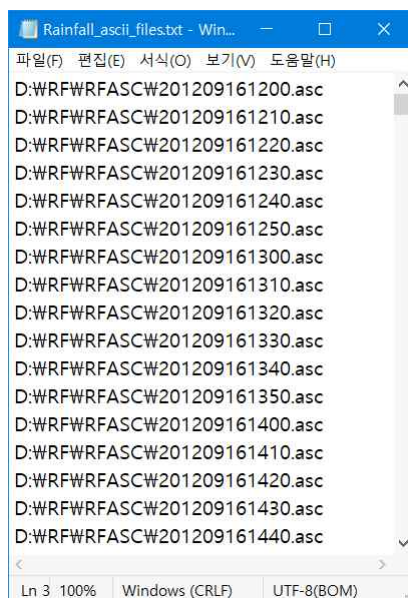 Rainfall_ascii_files.txt - Win...
파일(F) 편집(E) 서식(O) 보기(V) 도움말(H)
D:₩RF₩RFASC₩201209161200.asc
D:₩RF₩RFASC₩201209161210.asc
D:₩RF₩RFASC₩201209161220.asc
D:₩RF₩RFASC₩201209161230.asc
D:₩RF₩RFASC₩201209161240.asc
D:₩RF₩RFASC₩201209161250.asc
D:₩RF₩RFASC₩201209161300.asc
D:₩RF₩RFASC₩201209161310.asc
D:₩RF₩RFASC₩201209161320.asc
D:₩RF₩RFASC₩201209161330.asc
D:₩RF₩RFASC₩201209161340.asc
D:₩RF₩RFASC₩201209161350.asc
D:₩RF₩RFASC₩201209161400.asc
D:₩RF₩RFASC₩201209161410.asc
D:₩RF₩RFASC₩201209161420.asc
D:₩RF₩RFASC₩201209161430.asc
D:₩RF₩RFASC₩201209161440.asc
Ln 3 100% Windows (CRLF) UTF-8(BOM)